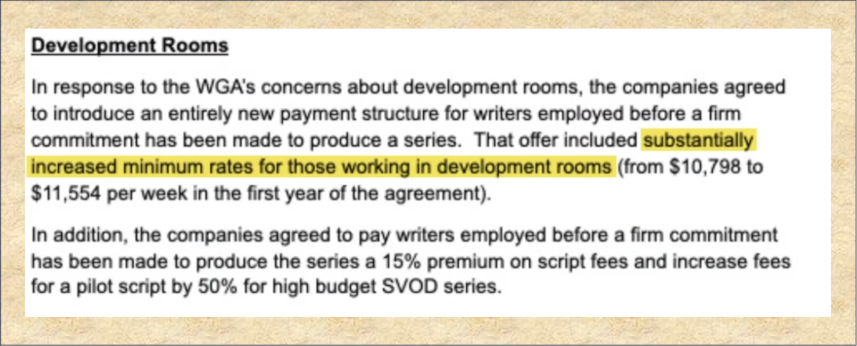 Development Rooms
In response to the WGA's concerns about development rooms, the companies agreed
to introduce an entirely new payment structure for writers employed before a firm
commitment has been made to produce a series. That offer included substantially
increased minimum rates for those working in development rooms (from $10,798 to
$11,554 per week in the first year of the agreement).
In addition, the companies agreed to pay writers employed before a firm commitment
has been made to produce the series a 15% premium on script fees and increase fees
for a pilot script by 50% for high budget SVOD series.